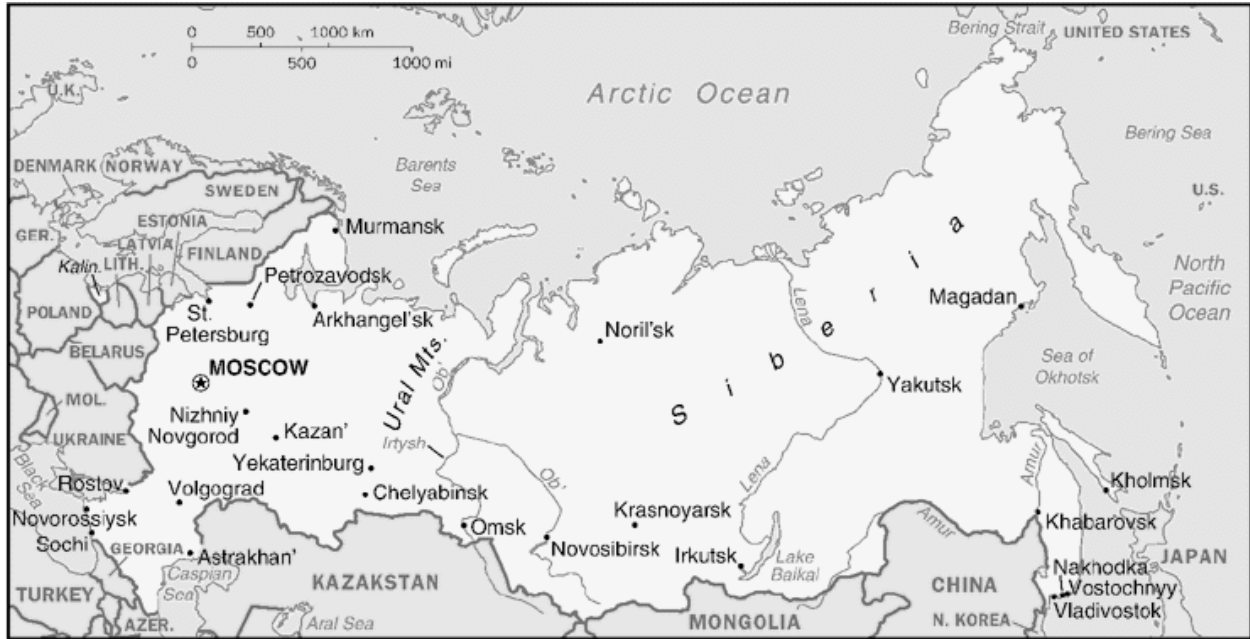 0 500 1000 km
0 500 1000 mi
Bering Strait
UNITED STATES
U.K.
Arctic Ocean
Bering Sea
DENMARK
NORWAY
Barents
Sea
SWEDEN
U.S.
ESTONIA
Murmansk
GER.
LATVIA
FINLAND
Kalin.
LITH.
Petrozavodsk
North
Pacific
Ocean
POLAND
St.
Petersburg
Arkhangel'sk
Lena
Magadan
Noril'sk
Siberia
BELARUS
MOSCOW
Ural Mts.
Ob'
Sea of
Okhotsk
Yakutsk
MOL.
Nizhniy
Novgorod
UKRAINE
Kazan'
Irtysh
Yekaterinburg
Black
Sea
Rostov
Volgograd
Chelyabinsk
Ob'
Lena
Amur
Kholmsk
Novorossiysk
Krasnoyarsk
Omsk
Khabarovsk
Sochi
GEORGIA
Astrakhan'
Novosibirsk
Irkutsk
Lake
Baikal
Amur
JAPAN
Nakhodka
TURKEY
Caspian
Sea
KAZAKSTAN
CHINA
Vostochnyy
Vladivostok
AZER.
Aral Sea
MONGOLIA
N. KOREA